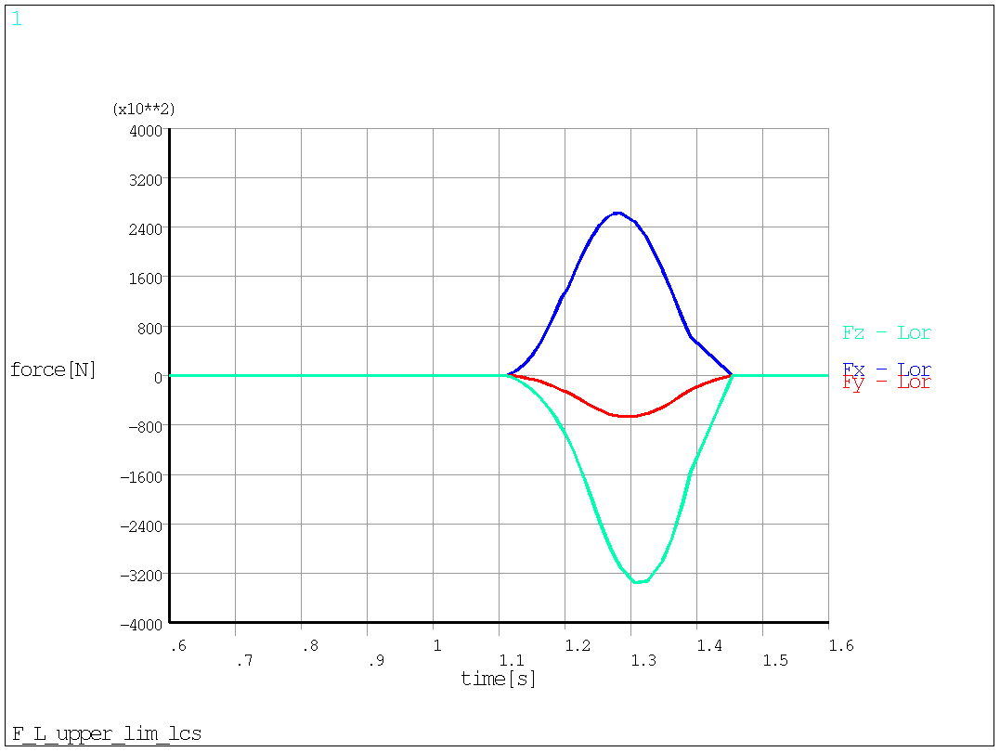 1
(x10**2)
4000
3200
2400
1600
800
0
-800
-1600
-2400
-3200
-4000
force[N]
Fz - Lor
Fx - Lor
Fy - Lor
.6 .8 1 1.2 1.4 1.6
.7 .9 1.1 1.3 1.5
time[s]
F_L_upper_lim_lcs